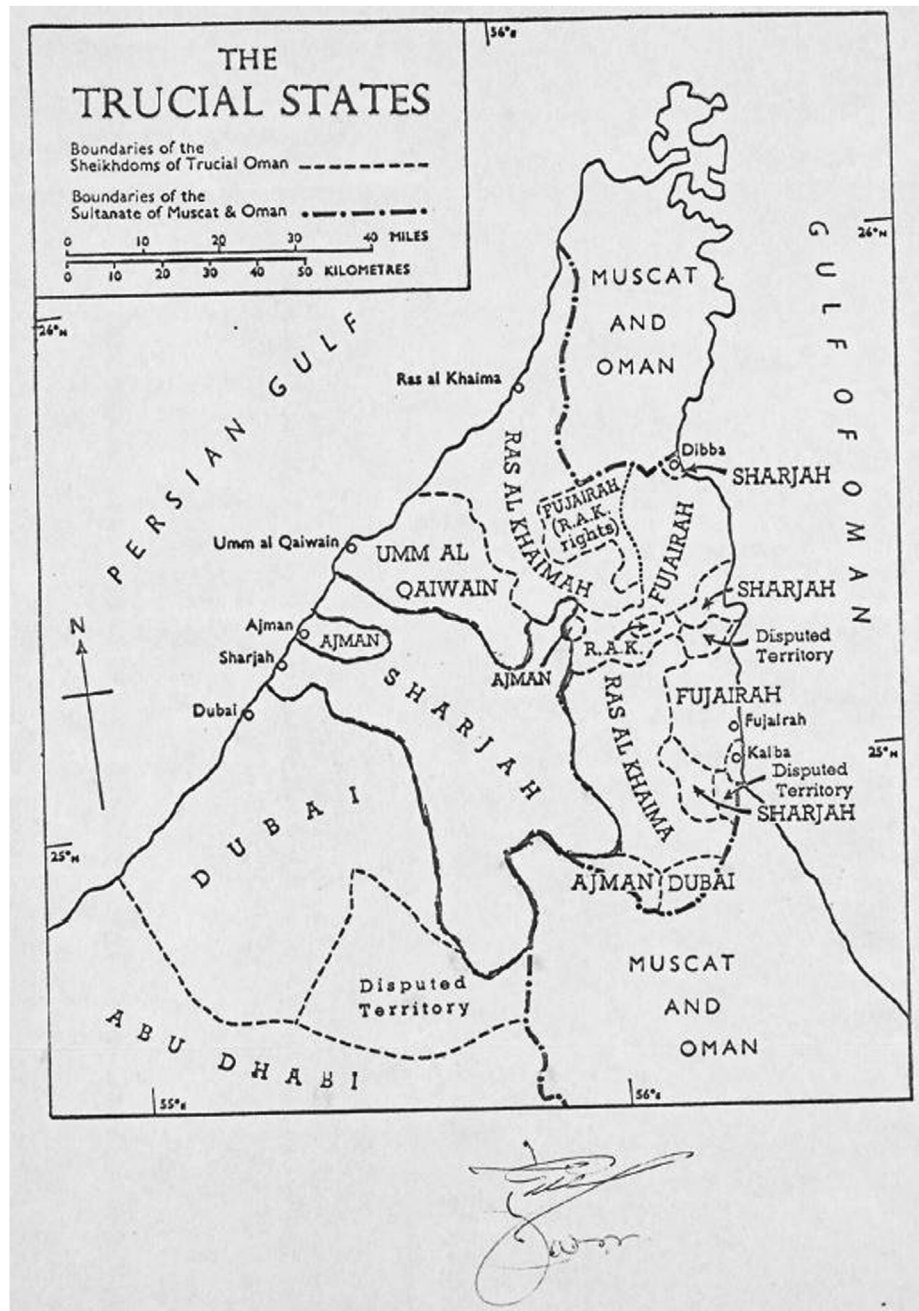 THE
TRUCIAL STATES
Boundaries of the
Sheikhdoms of Trucial Oman
Boundaries of the
Sultanate of Muscat & Oman
0 10 20 30 40 MILES
0 10 20 30 40 50 KILOMETRES
56°E
26°N
26°N
GULF OF OMAN
PERSIAN GULF
MUSCAT
AND
OMAN
Ras al Khaima
Dibba
SHARJAH
RAS AL KHAIMAH
FUJAIRAH
(R.A.K.
rights)
FUJAIRAH
Umm al Qaiwain
UMM AL
QAIWAIN
SHARJAH
Disputed
Territory
N
Ajman
AJMAN
Sharjah
Dubai
SHARJAH
AJMAN
R.A.K.
RAS AL KHAIMA
FUJAIRAH
Fujairah
Kalba
25°N
Disputed
Territory
SHARJAH
DUBAI
25°N
AJMAN
DUBAI
Disputed
Territory
MUSCAT
AND
OMAN
ABU DHABI
55°E
56°E